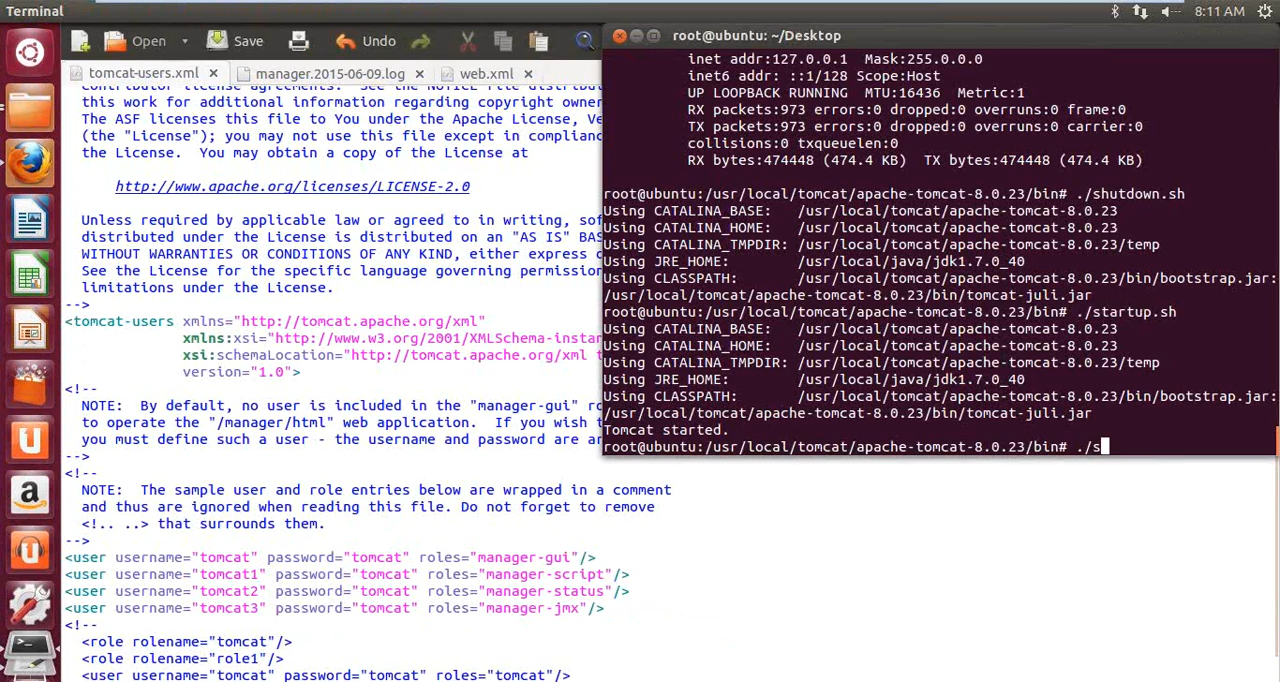 Terminal
8:11 AM
Open
Save
Undo
tomcat-users.xml
manager.2015-06-09.log
web.xml
this work for additional information regarding copyright owner
The ASF licenses this file to You under the Apache License, Ve
(the "License"); you may not use this file except in complianc
the License.  You may obtain a copy of the License at
http://www.apache.org/licenses/LICENSE-2.0
Unless required by applicable law or agreed to in writing, sof
distributed under the License is distributed on an "AS IS" BAS
WITHOUT WARRANTIES OR CONDITIONS OF ANY KIND, either express o
See the License for the specific language governing permission
limitations under the License.
-->
<tomcat-users xmlns="http://tomcat.apache.org/xml"
xmlns:xsi="http://www.w3.org/2001/XMLSchema-instan
xsi:schemaLocation="http://tomcat.apache.org/xml t
version="1.0">
<!--
NOTE:  By default, no user is included in the "manager-gui" ro
to operate the "/manager/html" web application.  If you wish t
you must define such a user - the username and password are ar
-->
<!--
NOTE:  The sample user and role entries below are wrapped in a comment
and thus are ignored when reading this file. Do not forget to remove
<!.. ..> that surrounds them.
-->
<user username="tomcat" password="tomcat" roles="manager-gui"/>
<user username="tomcat1" password="tomcat" roles="manager-script"/>
<user username="tomcat2" password="tomcat" roles="manager-status"/>
<user username="tomcat3" password="tomcat" roles="manager-jmx"/>
<!--
<role rolename="tomcat"/>
<role rolename="role1"/>
<user username="tomcat" password="tomcat" roles="tomcat"/>
root@ubuntu: ~/Desktop
inet addr:127.0.0.1  Mask:255.0.0.0
inet6 addr: ::1/128 Scope:Host
UP LOOPBACK RUNNING  MTU:16436  Metric:1
RX packets:973 errors:0 dropped:0 overruns:0 frame:0
TX packets:973 errors:0 dropped:0 overruns:0 carrier:0
collisions:0 txqueuelen:0
RX bytes:474448 (474.4 KB)  TX bytes:474448 (474.4 KB)
root@ubuntu:/usr/local/tomcat/apache-tomcat-8.0.23/bin# ./shutdown.sh
Using CATALINA_BASE:   /usr/local/tomcat/apache-tomcat-8.0.23
Using CATALINA_HOME:   /usr/local/tomcat/apache-tomcat-8.0.23
Using CATALINA_TMPDIR: /usr/local/tomcat/apache-tomcat-8.0.23/temp
Using JRE_HOME:        /usr/local/java/jdk1.7.0_40
Using CLASSPATH:       /usr/local/tomcat/apache-tomcat-8.0.23/bin/bootstrap.jar:
/usr/local/tomcat/apache-tomcat-8.0.23/bin/tomcat-juli.jar
root@ubuntu:/usr/local/tomcat/apache-tomcat-8.0.23/bin# ./startup.sh
Using CATALINA_BASE:   /usr/local/tomcat/apache-tomcat-8.0.23
Using CATALINA_HOME:   /usr/local/tomcat/apache-tomcat-8.0.23
Using CATALINA_TMPDIR: /usr/local/tomcat/apache-tomcat-8.0.23/temp
Using JRE_HOME:        /usr/local/java/jdk1.7.0_40
Using CLASSPATH:       /usr/local/tomcat/apache-tomcat-8.0.23/bin/bootstrap.jar:
/usr/local/tomcat/apache-tomcat-8.0.23/bin/tomcat-juli.jar
Tomcat started.
root@ubuntu:/usr/local/tomcat/apache-tomcat-8.0.23/bin# ./s